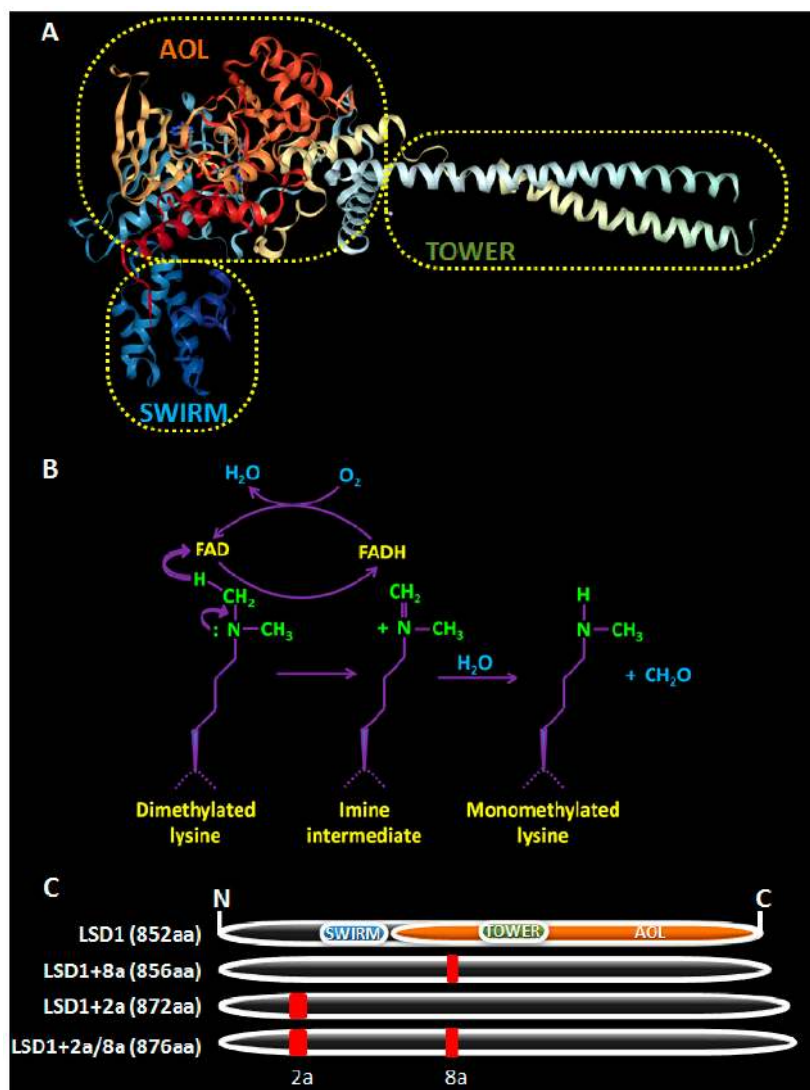 A
AOL
TOWER
SWIRM
B
H₂O
O₂
FAD
FADH
H
CH₂
: N CH₃
CH₂
+ N CH₃
H₂O
H
N CH₃
+ CH₂O
Dimethylated
lysine
Imine
intermediate
Monomethylated
lysine
C
N
C
LSD1 (852aa)
SWIRM
TOWER
AOL
LSD1+8a (856aa)
LSD1+2a (872aa)
LSD1+2a/8a (876aa)
2a
8a